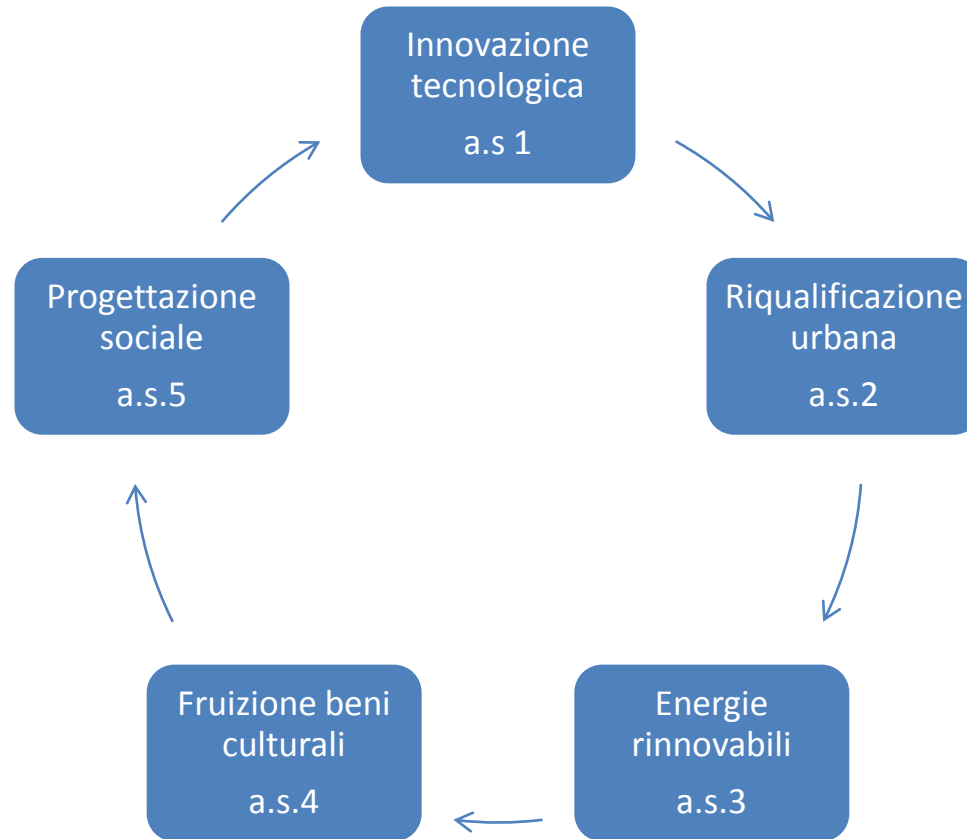 Innovazione
tecnologica
a.s 1
Riqualificazione
urbana
a.s.2
Energie
rinnovabili
a.s.3
Fruizione beni
culturali
a.s.4
Progettazione
sociale
a.s.5